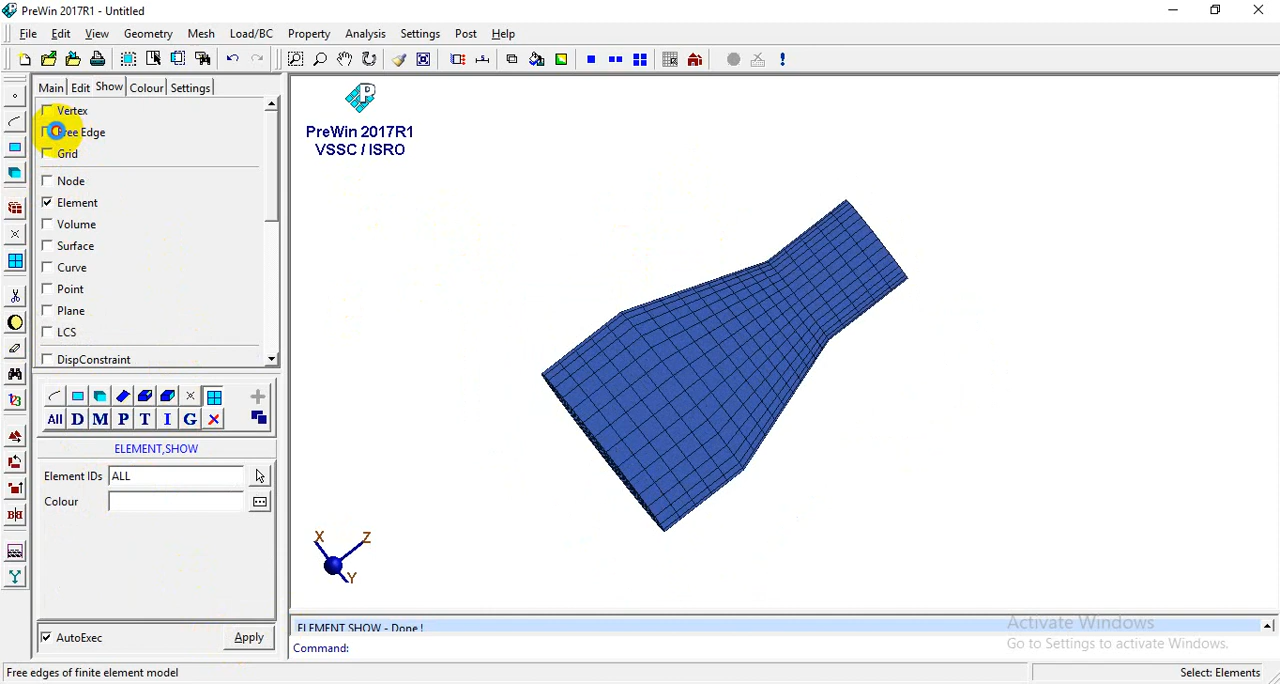 PreWin 2017R1 - Untitled
File Edit View Geometry Mesh Load/BC Property Analysis Settings Post Help
Main Edit Show Colour Settings
Vertex
Free Edge
Grid
Node
Element
Volume
Surface
Curve
Point
Plane
LCS
DispConstraint
All D M P T I G X
ELEMENT,SHOW
Element IDs ALL
Colour
AutoExec Apply
PreWin 2017R1
VSSC / ISRO
X Z
Y
ELEMENT SHOW - Done !
Command:
Activate Windows
Go to Settings to activate Windows.
Free edges of finite element model
Select: Elements